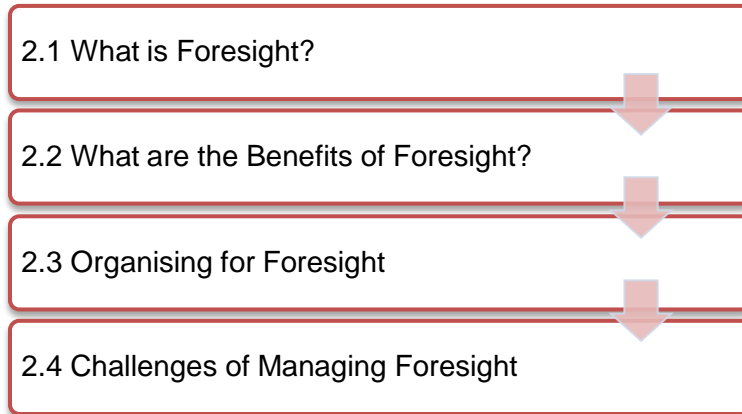 2.1 What is Foresight?
2.2 What are the Benefits of Foresight?
2.3 Organising for Foresight
2.4 Challenges of Managing Foresight